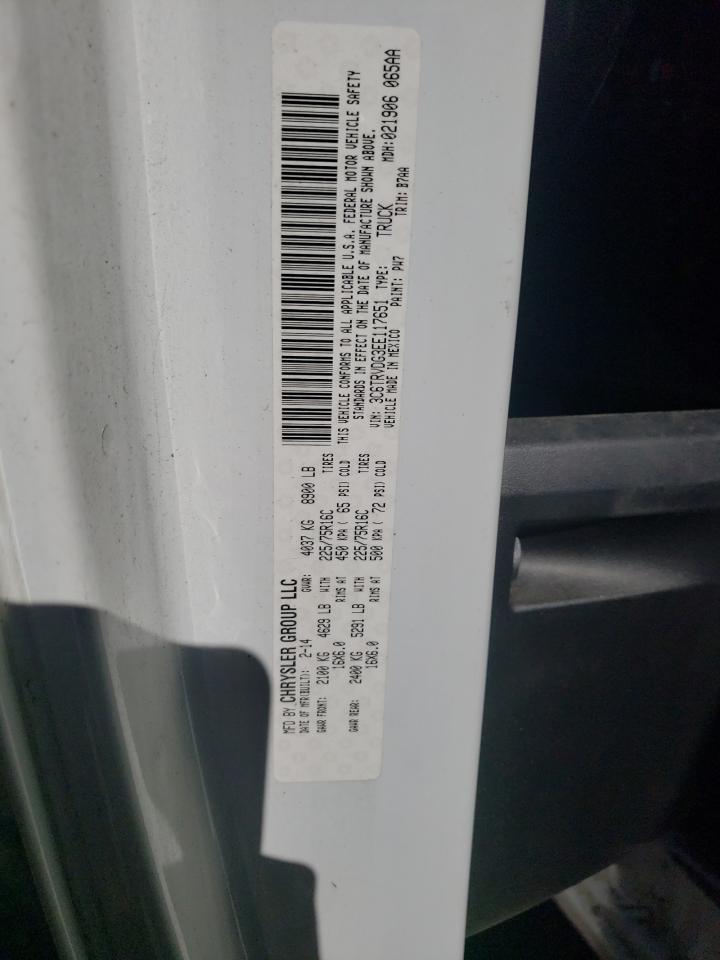 MFD BY CHRYSLER GROUP LLC
DATE OF MFR(BUILT): 2-14 GVWR: 4037 KG 8900 LB
GAWR FRONT: 2100 KG 4629 LB WITH 225/75R16C TIRES
16X6.0 RIMS AT 450 KPA ( 65 PSI) COLD
GAWR REAR: 2400 KG 5291 LB WITH 225/75R16C TIRES
16X6.0 RIMS AT 500 KPA ( 72 PSI) COLD
THIS VEHICLE CONFORMS TO ALL APPLICABLE U.S.A. FEDERAL MOTOR VEHICLE SAFETY
STANDARDS IN EFFECT ON THE DATE OF MANUFACTURE SHOWN ABOVE.
VIN: 3C6TRVDG3EE117651 TYPE: TRUCK MDH:021906 065AA
VEHICLE MADE IN MEXICO PAINT: PW7 TRIM: B7AA